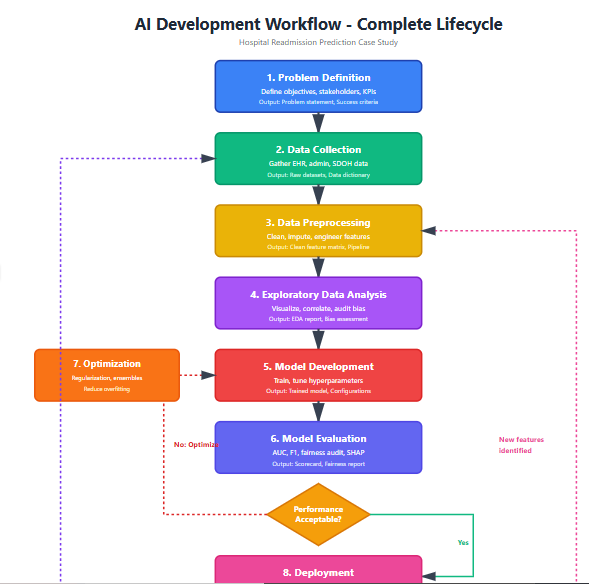 AI Development Workflow - Complete Lifecycle
Hospital Readmission Prediction Case Study
1. Problem Definition
Define objectives, stakeholders, KPIs
Output: Problem statement, Success criteria
2. Data Collection
Gather EHR, admin, SDOH data
Output: Raw datasets, Data dictionary
3. Data Preprocessing
Clean, impute, engineer features
Output: Clean feature matrix, Pipeline
4. Exploratory Data Analysis
Visualize, correlate, audit bias
Output: EDA report, Bias assessment
7. Optimization
Regularisation, ensembles
Reduce overfitting
5. Model Development
Train, tune hyperparameters
Output: Trained model, Configurations
6. Model Evaluation
AUC, F1, fairness audit, SHAP
Output: Scorecard, Fairness report
No: Optimize
New features
identified
Performance
Acceptable?
Yes
8. Deployment